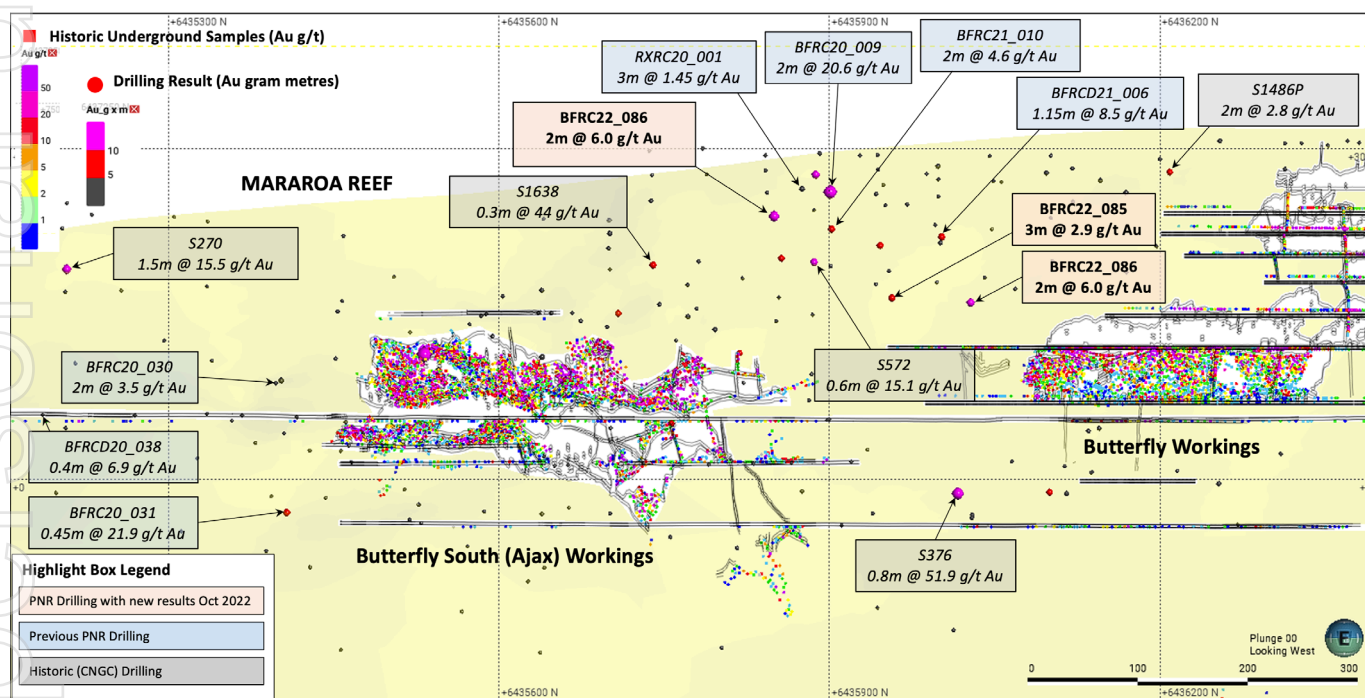 +6435300 N
+6435600 N
+6435900 N
+6436200 N
Historic Underground Samples (Au g/t)
Au g/t
50
20
10
5
2
1
Drilling Result (Au gram metres)
Au_g x m
10
5
MARAROA REEF
RXRC20_001
3m @ 1.45 g/t Au
BFRC20_009
2m @ 20.6 g/t Au
BFRC21_010
2m @ 4.6 g/t Au
BFRCD21_006
1.15m @ 8.5 g/t Au
S1486P
2m @ 2.8 g/t Au
BFRC22_086
2m @ 6.0 g/t Au
S1638
0.3m @ 44 g/t Au
S270
1.5m @ 15.5 g/t Au
BFRC22_085
3m @ 2.9 g/t Au
BFRC22_086
2m @ 6.0 g/t Au
BFRC20_030
2m @ 3.5 g/t Au
S572
0.6m @ 15.1 g/t Au
BFRCD20_038
0.4m @ 6.9 g/t Au
Butterfly Workings
+0
BFRC20_031
0.45m @ 21.9 g/t Au
Butterfly South (Ajax) Workings
S376
0.8m @ 51.9 g/t Au
Highlight Box Legend
PNR Drilling with new results Oct 2022
Previous PNR Drilling
Historic (CNGC) Drilling
Plunge 00
Looking West
E
0
100
200
300
+6435600 N
+6435900 N
+6436200 N